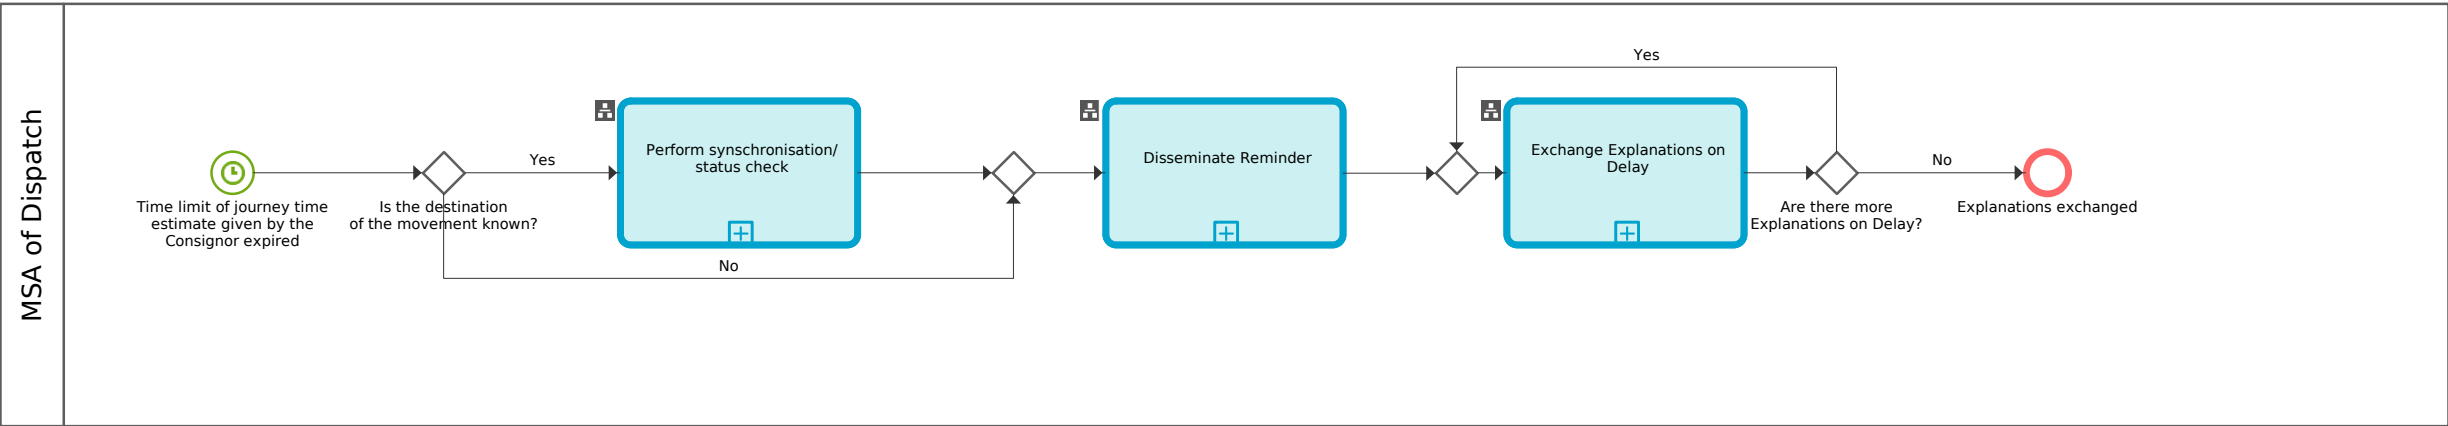 MSA of Dispatch
Time limit of journey time
estimate given by the
Consignor expired
Is the destination
of the movement known?
Yes
No
Perform synschronisation/
status check
Disseminate Reminder
Yes
Exchange Explanations on
Delay
Are there more
Explanations on Delay?
No
Explanations exchanged